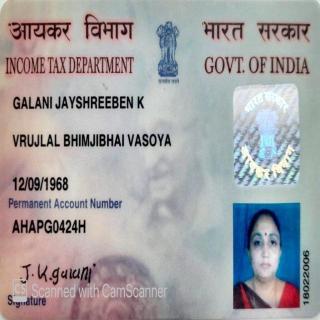 आयकर विभाग
भारत सरकार
INCOME TAX DEPARTMENT
GOVT. OF INDIA
GALANI JAYSHREEBEN K
VRUJLAL BHIMJIBHAI VASOYA
12/09/1968
Permanent Account Number
AHAPG0424H
J.K.galani
Signature
CS Scanned with CamScanner
18022006